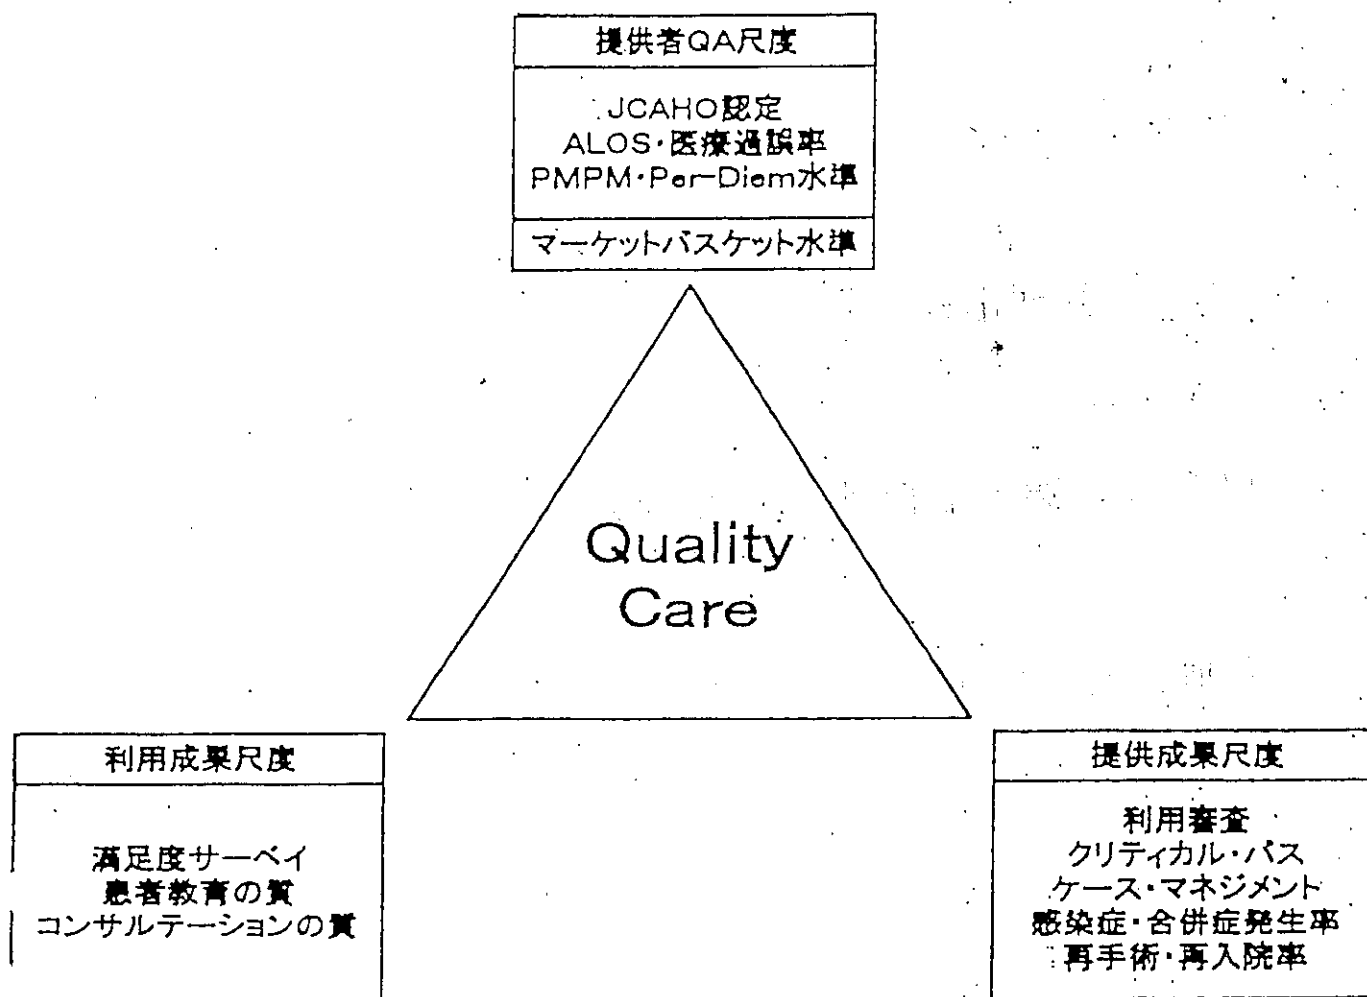 提供者QA尺度
JCAHO認定
ALOS・医療過誤率
PMPM・Per-Diem水準
マーケットバスケット水準
Quality
Care
利用成果尺度
満足度サーベイ
患者教育の質
コンサルテーションの質
提供成果尺度
利用審査
クリティカル・パス
ケース・マネジメント
感染症・合併症発生率
再手術・再入院率